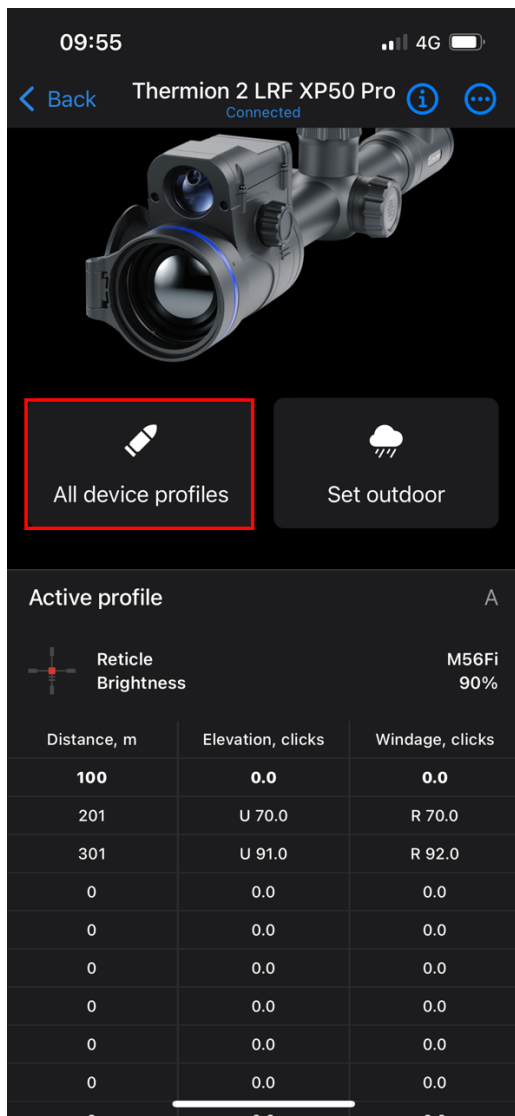 09:55
4G
Back
Thermion 2 LRF XP50 Pro
Connected
All device profiles
Set outdoor
Active profile
A
Reticle M56Fi
Brightness 90%
Distance, m Elevation, clicks Windage, clicks
100 0.0 0.0
201 U 70.0 R 70.0
301 U 91.0 R 92.0
0 0.0 0.0
0 0.0 0.0
0 0.0 0.0
0 0.0 0.0
0 0.0 0.0
0 0.0 0.0